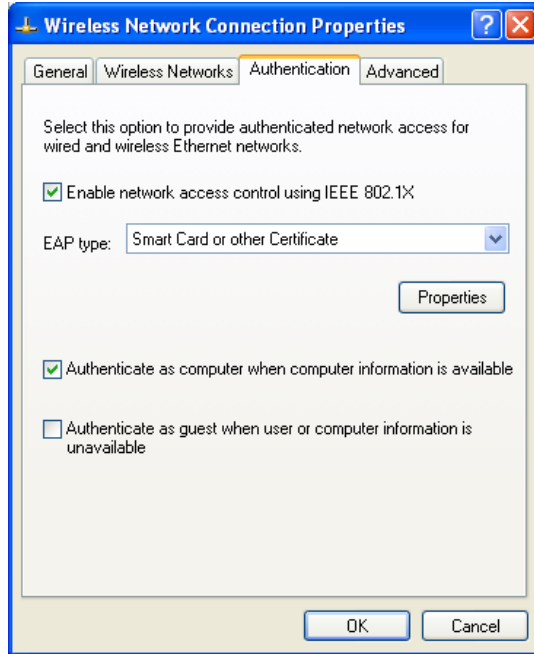 Wireless Network Connection Properties
General Wireless Networks Authentication Advanced
Select this option to provide authenticated network access for
wired and wireless Ethernet networks.
Enable network access control using IEEE 802.1X
EAP type: Smart Card or other Certificate
Properties
Authenticate as computer when computer information is available
Authenticate as guest when user or computer information is
unavailable
OK Cancel